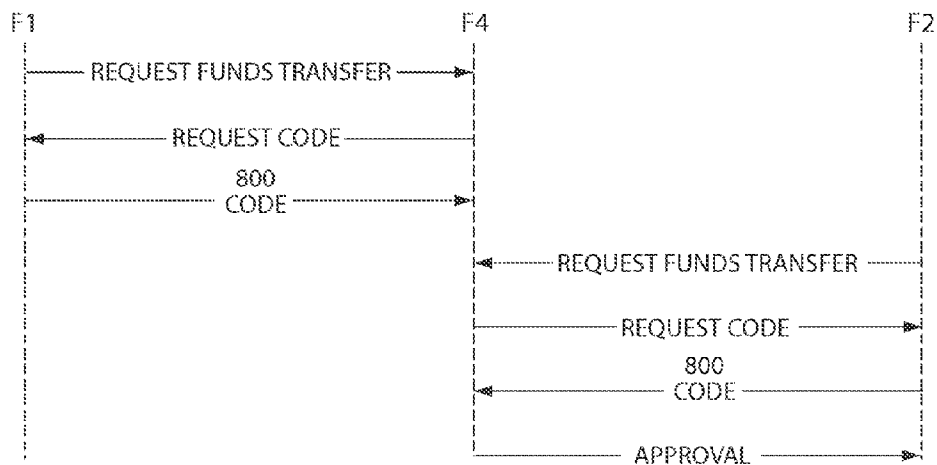 F1 F4 F2
REQUEST FUNDS TRANSFER
REQUEST CODE
800
CODE
REQUEST FUNDS TRANSFER
REQUEST CODE
800
CODE
APPROVAL